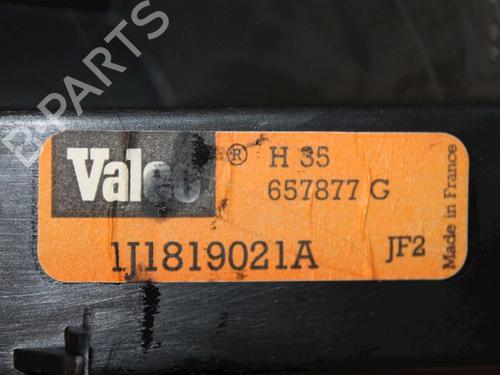 B-PARTS
Valeo® H 35
657877 G
1J1819021A JF2
Made in France